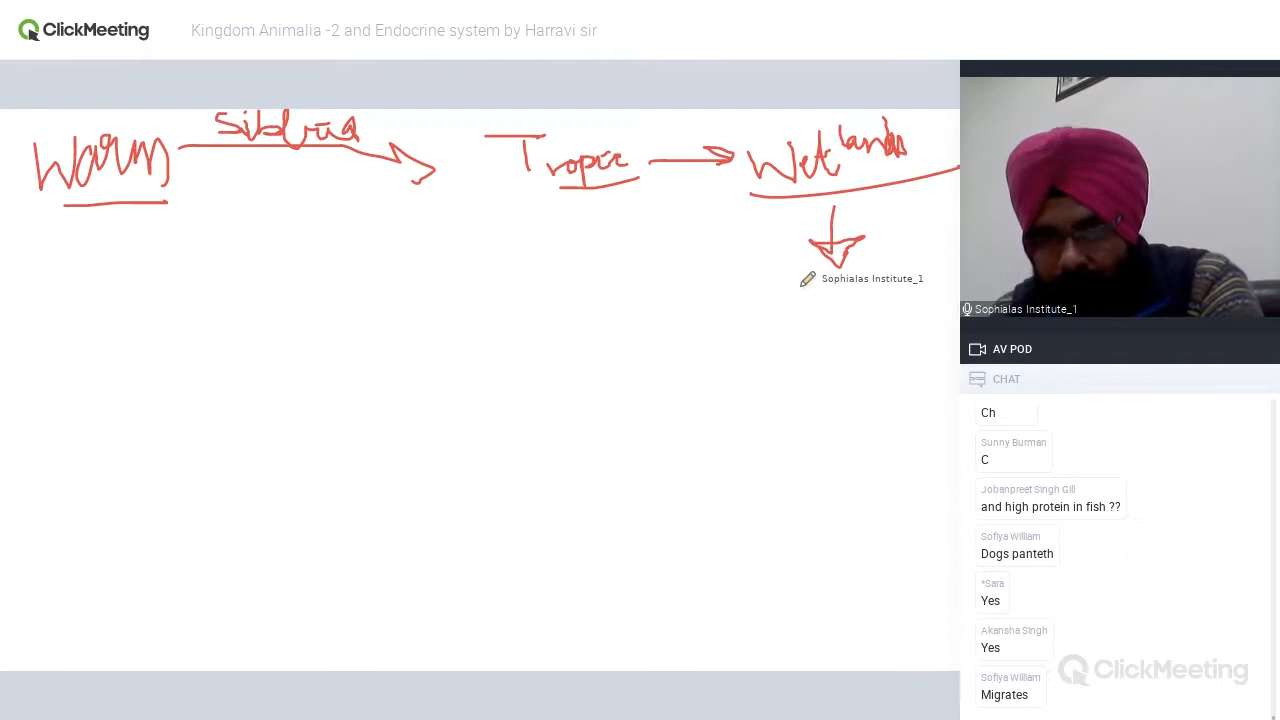 ClickMeeting
Kingdom Animalia -2 and Endocrine system by Harravi sir
Warm
Tropic
Wetlands
Sophialas Institute_1
Sophialas Institute_1
AV POD
CHAT
Ch
Sunny Burman
C
Jobanpreet Singh Gill
and high protein in fish ??
Sofiya William
Dogs panteth
*Sara
Yes
Akansha Singh
Yes
Sofiya William
Migrates
ClickMeeting